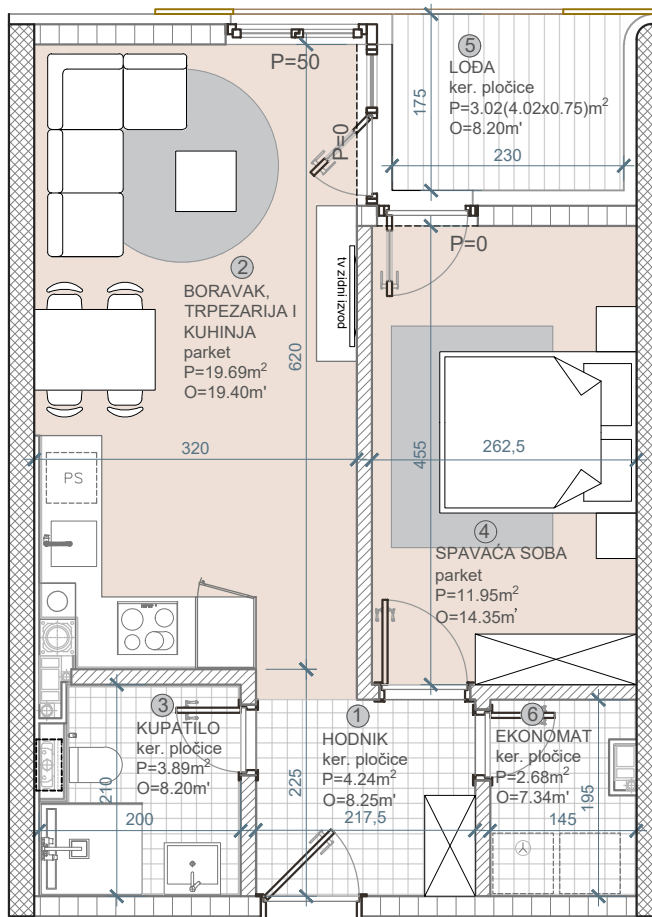 5
LOĐA
ker. pločice
P=3.02(4.02x0.75)m²
O=8.20m'
175
230
P=50
P=0
P=0
tv zidni izvod
2
BORAVAK,
TRPEZARIJA I
KUHINJA
parket
P=19.69m²
O=19.40m'
620
320
455
262,5
PS
4
SPAVAĆA SOBA
parket
P=11.95m²
O=14.35m'
3
KUPATILO
ker. pločice
P=3.89m²
O=8.20m'
210
200
1
HODNIK
ker. pločice
P=4.24m²
O=8.25m'
225
217,5
6
EKONOMAT
ker. pločice
P=2.68m²
O=7.34m'
195
145